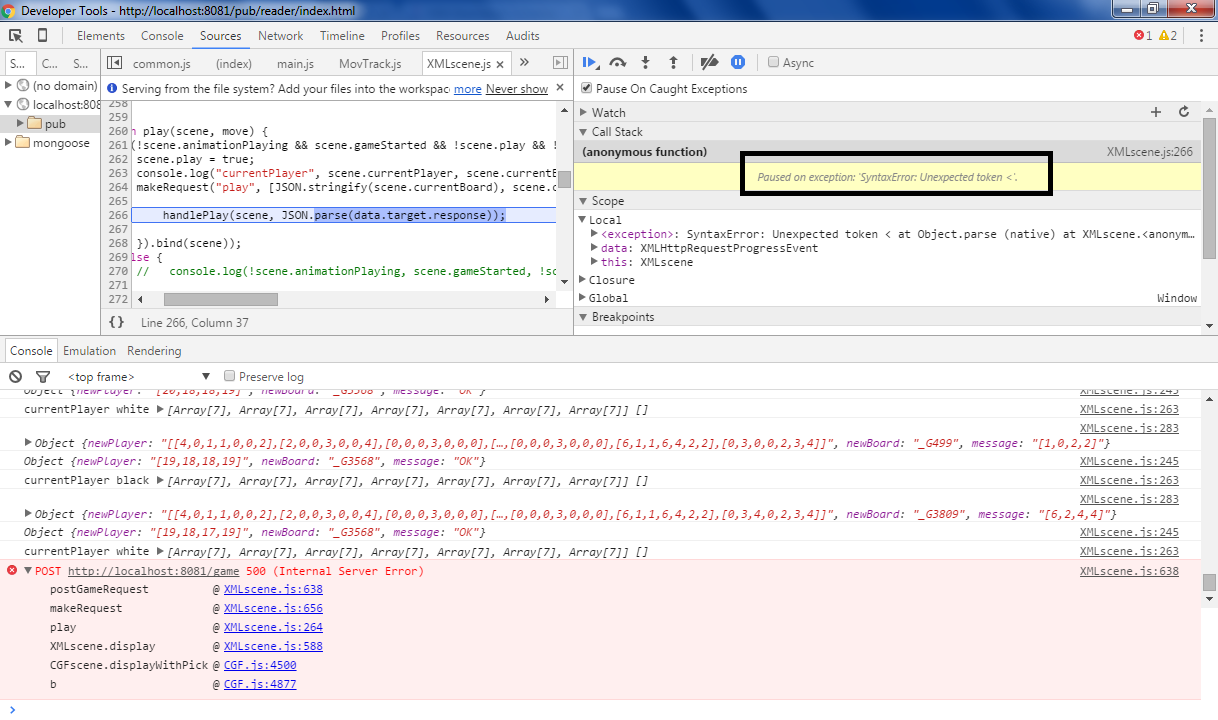 Developer Tools - http://localhost:8081/pub/reader/index.html
Elements Console Sources Network Timeline Profiles Resources Audits 1 2
S... C... S... common.js (index) main.js MovTrack.js XMLscene.js × » Async
(no domain)
localhost:808
pub
mongoose
Serving from the file system? Add your files into the workspac more Never show ×
258
259
260 n play(scene, move) {
261 (!scene.animationPlaying && scene.gameStarted && !scene.play && !
262 scene.play = true;
263 console.log("currentPlayer", scene.currentPlayer, scene.currentB
264 makeRequest("play", [JSON.stringify(scene.currentBoard), scene.c
265
266 handlePlay(scene, JSON.parse(data.target.response));
267
268 }).bind(scene));
269 lse {
270 // console.log(!scene.animationPlaying, scene.gameStarted, !sc
271
272
{} Line 266, Column 37
Pause On Caught Exceptions
Watch
Call Stack
(anonymous function) XMLscene.js:266
Paused on exception: 'SyntaxError: Unexpected token <'.
Scope
Local
<exception>: SyntaxError: Unexpected token < at Object.parse (native) at XMLscene.<anonym…
data: XMLHttpRequestProgressEvent
this: XMLscene
Closure
Global Window
Breakpoints
Console Emulation Rendering
<top frame> Preserve log
Object {newPlayer: "[20,18,18,19]", newBoard: "_G3568", message: "OK"} XMLscene.js:245
currentPlayer white [Array[7], Array[7], Array[7], Array[7], Array[7], Array[7], Array[7]] [] XMLscene.js:263
XMLscene.js:283
Object {newPlayer: "[[4,0,1,1,0,0,2],[2,0,0,3,0,0,4],[0,0,0,3,0,0,0],[…,[0,0,0,3,0,0,0],[6,1,1,6,4,2,2],[0,3,0,0,2,3,4]]", newBoard: "_G499", message: "[1,0,2,2]"}
Object {newPlayer: "[19,18,18,19]", newBoard: "_G3568", message: "OK"} XMLscene.js:245
currentPlayer black [Array[7], Array[7], Array[7], Array[7], Array[7], Array[7], Array[7]] [] XMLscene.js:263
XMLscene.js:283
Object {newPlayer: "[[4,0,1,1,0,0,2],[2,0,0,3,0,0,4],[0,0,0,3,0,0,0],[…,[0,0,0,3,0,0,0],[6,1,1,6,4,2,2],[0,3,4,0,2,3,4]]", newBoard: "_G3809", message: "[6,2,4,4]"}
Object {newPlayer: "[19,18,17,19]", newBoard: "_G3568", message: "OK"} XMLscene.js:245
currentPlayer white [Array[7], Array[7], Array[7], Array[7], Array[7], Array[7], Array[7]] [] XMLscene.js:263
POST http://localhost:8081/game 500 (Internal Server Error) XMLscene.js:638
postGameRequest @ XMLscene.js:638
makeRequest @ XMLscene.js:656
play @ XMLscene.js:264
XMLscene.display @ XMLscene.js:588
CGFscene.displayWithPick @ CGF.js:4500
b @ CGF.js:4877
>